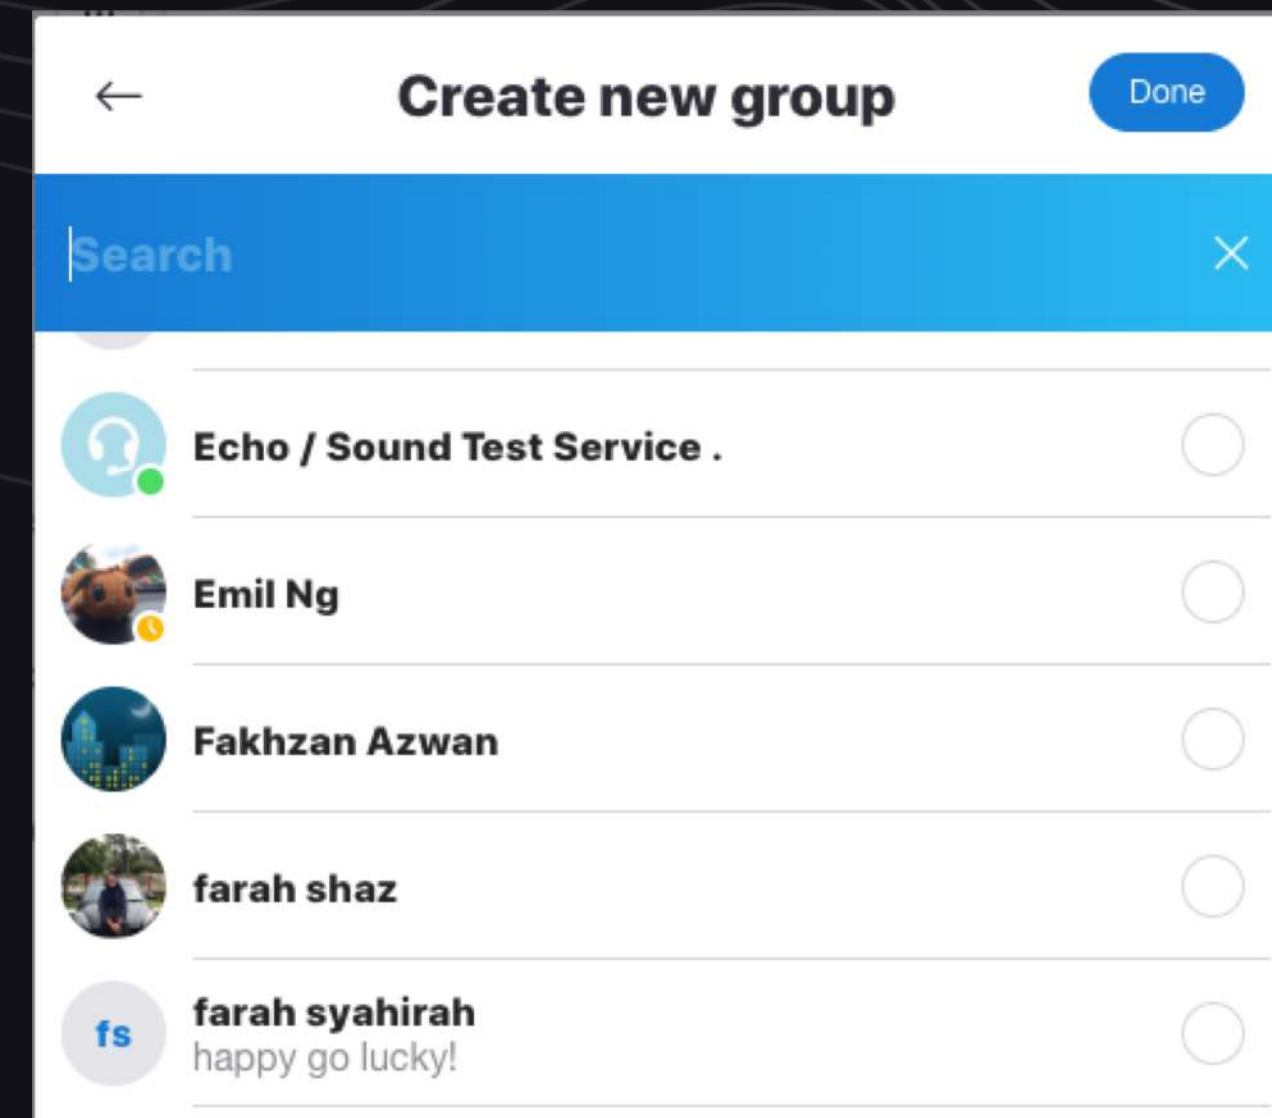 Create new group
Done
Search
Echo / Sound Test Service .
Emil Ng
Fakhzan Azwan
farah shaz
fs
farah syahirah
happy go lucky!